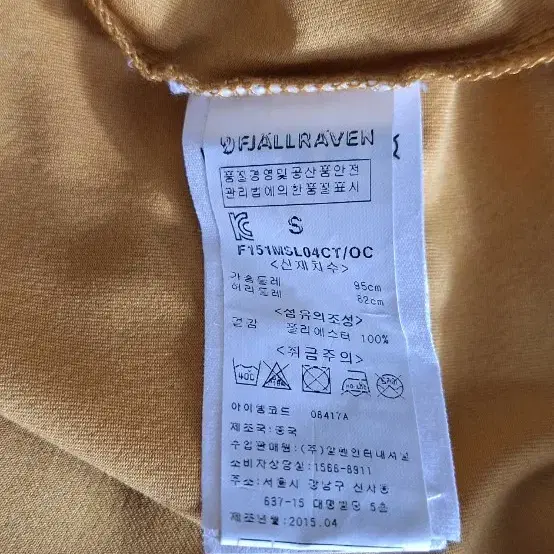 FJÄLLRÄVEN
품질경영및공산품안전
관리법에의한품질표시
S
F151MSL04CT/OC
<신체치수>
가슴둘레 95cm
허리둘레 82cm
<섬유의조성>
겉감 폴리에스터 100%
<취급주의>
40C
아이템코드 06417A
제조국:중국
수입판매원:(주)알펜인터내셔널
소비자상담실:1566-8911
주소:서울시 강남구 신사동
637-15 대명빌딩 5층
제조년월:2015.04